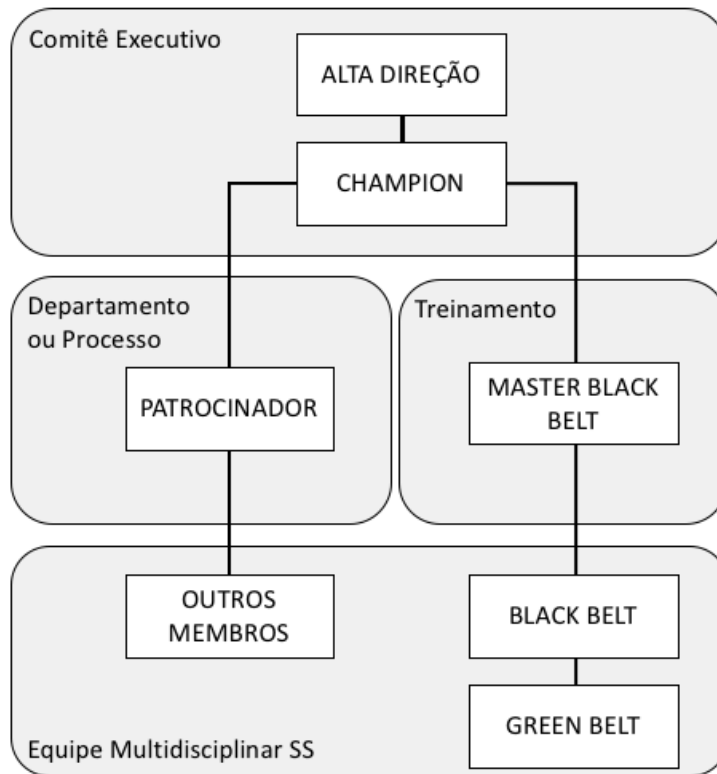 Comitê Executivo
ALTA DIREÇÃO
CHAMPION
Departamento
ou Processo
PATROCINADOR
Treinamento
MASTER BLACK
BELT
OUTROS
MEMBROS
BLACK BELT
GREEN BELT
Equipe Multidisciplinar SS